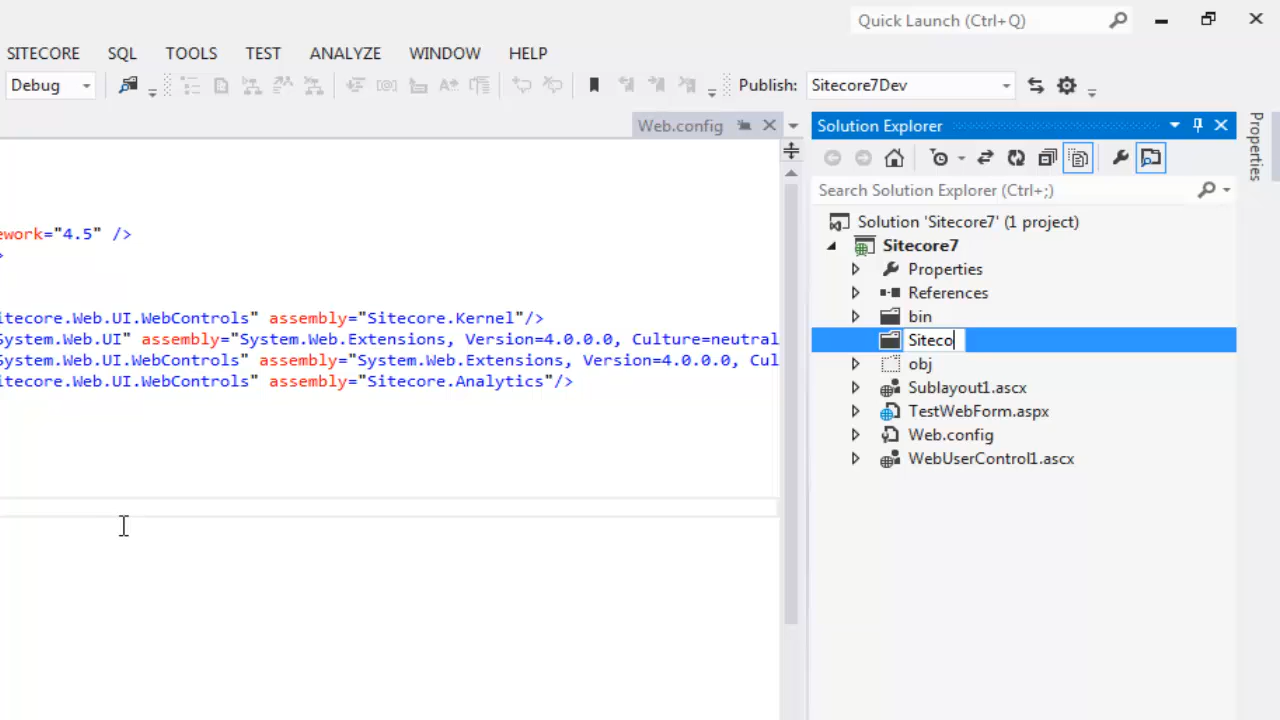 Quick Launch (Ctrl+Q)
SITECORE SQL TOOLS TEST ANALYZE WINDOW HELP
Debug
Publish: Sitecore7Dev
Web.config
ework="4.5" />
>
itecore.Web.UI.WebControls" assembly="Sitecore.Kernel"/>
System.Web.UI" assembly="System.Web.Extensions, Version=4.0.0.0, Culture=neutral
System.Web.UI.WebControls" assembly="System.Web.Extensions, Version=4.0.0.0, Cul
itecore.Web.UI.WebControls" assembly="Sitecore.Analytics"/>
Solution Explorer
Search Solution Explorer (Ctrl+;)
Solution 'Sitecore7' (1 project)
Sitecore7
Properties
References
bin
Siteco
obj
Sublayout1.ascx
TestWebForm.aspx
Web.config
WebUserControl1.ascx
Properties